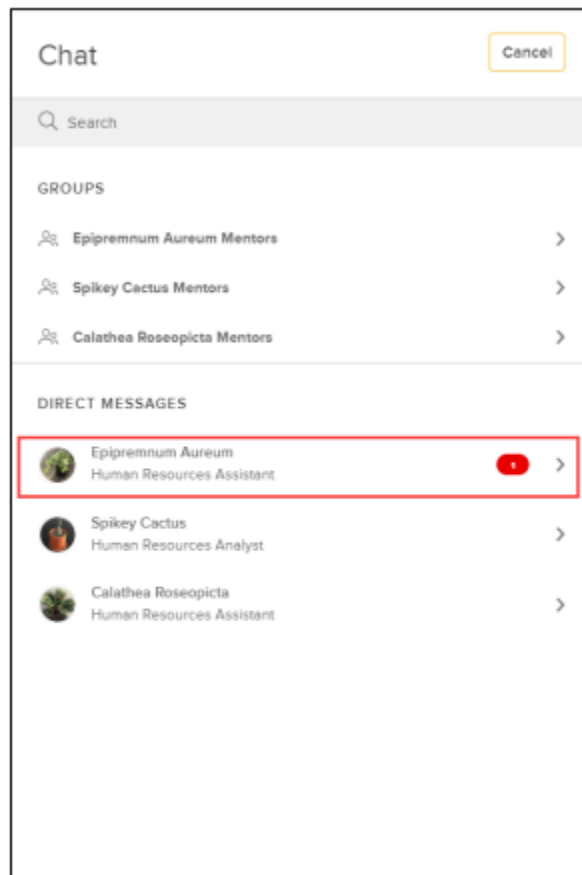 Chat
Cancel
Search
GROUPS
Epipremnum Aureum Mentors
Spikey Cactus Mentors
Calathea Roseopicta Mentors
DIRECT MESSAGES
Epipremnum Aureum
Human Resources Assistant
Spikey Cactus
Human Resources Analyst
Calathea Roseopicta
Human Resources Assistant